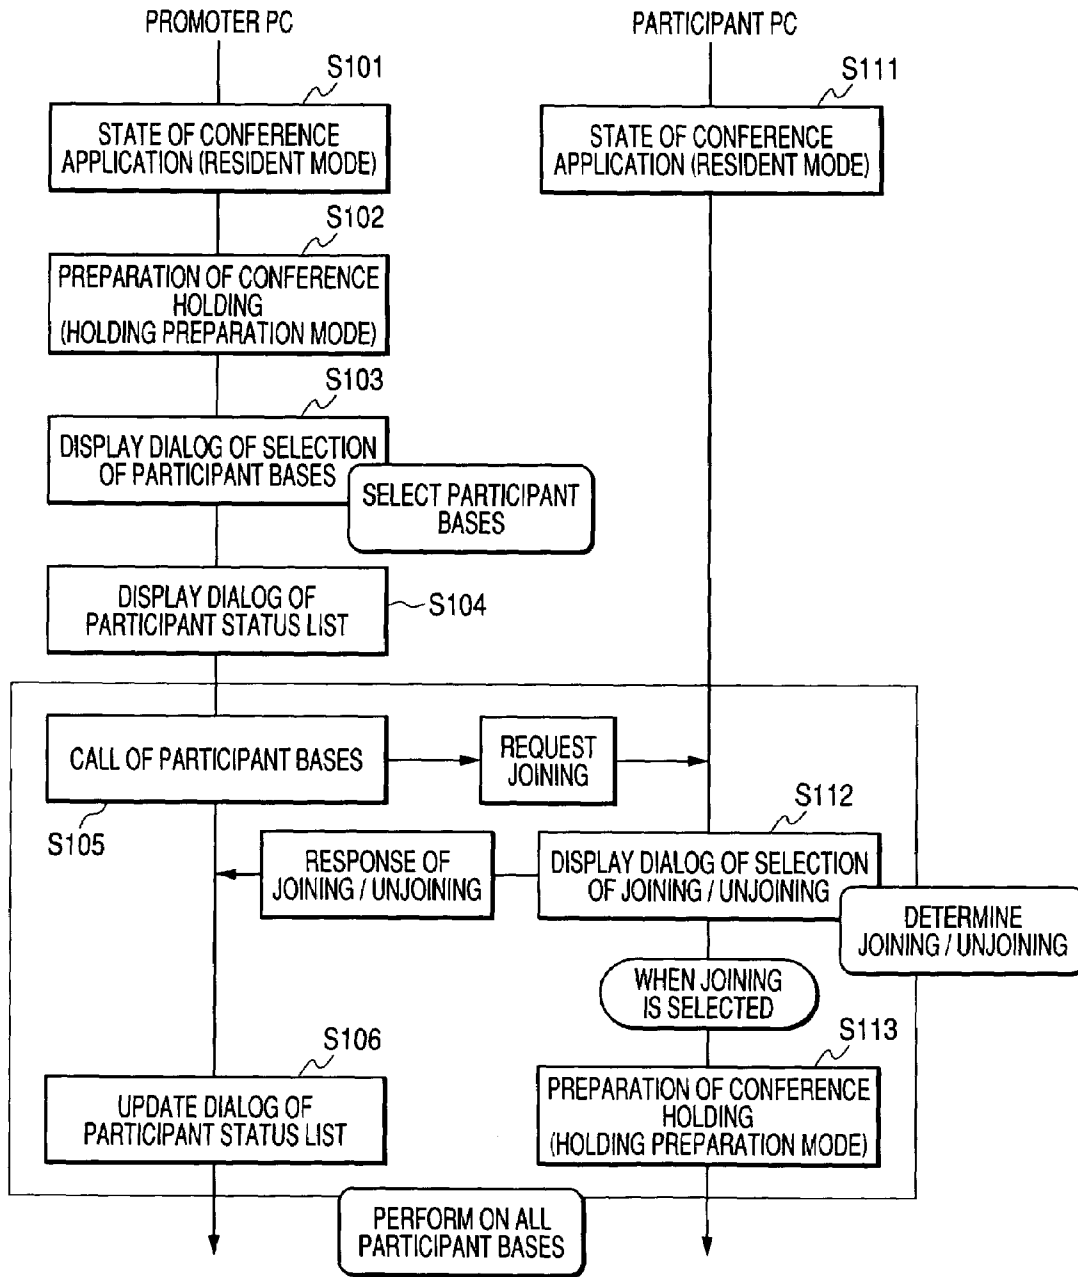 PROMOTER PC
PARTICIPANT PC
S101
STATE OF CONFERENCE
APPLICATION (RESIDENT MODE)
S111
STATE OF CONFERENCE
APPLICATION (RESIDENT MODE)
S102
PREPARATION OF CONFERENCE
HOLDING
(HOLDING PREPARATION MODE)
S103
DISPLAY DIALOG OF SELECTION
OF PARTICIPANT BASES
SELECT PARTICIPANT
BASES
DISPLAY DIALOG OF
PARTICIPANT STATUS LIST
S104
CALL OF PARTICIPANT BASES
S105
REQUEST
JOINING
S112
RESPONSE OF
JOINING / UNJOINING
DISPLAY DIALOG OF SELECTION
OF JOINING / UNJOINING
DETERMINE
JOINING / UNJOINING
WHEN JOINING
IS SELECTED
S106
UPDATE DIALOG OF
PARTICIPANT STATUS LIST
S113
PREPARATION OF CONFERENCE
HOLDING
(HOLDING PREPARATION MODE)
PERFORM ON ALL
PARTICIPANT BASES